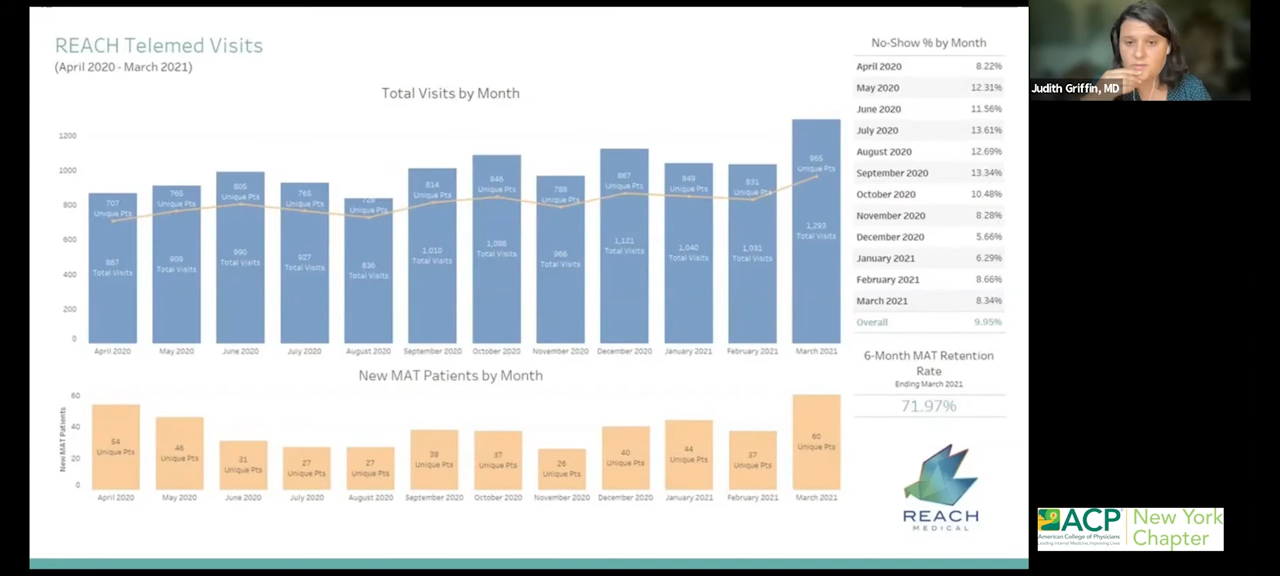 REACH Telemed Visits
(April 2020 - March 2021)
Total Visits by Month
1200
1000
800
600
400
200
0
707
Unique Pts
867
Total Visits
765
Unique Pts
909
Total Visits
805
Unique Pts
990
Total Visits
765
Unique Pts
927
Total Visits
Unique Pts
836
Total Visits
814
Unique Pts
1,010
Total Visits
846
Unique Pts
1,086
Total Visits
788
Unique Pts
966
Total Visits
867
Unique Pts
1,121
Total Visits
849
Unique Pts
1,040
Total Visits
831
Unique Pts
1,031
Total Visits
965
Unique Pts
1,293
Total Visits
April 2020 May 2020 June 2020 July 2020 August 2020 September 2020 October 2020 November 2020 December 2020 January 2021 February 2021 March 2021
New MAT Patients by Month
New MAT Patients
60
40
20
0
54
Unique Pts
46
Unique Pts
31
Unique Pts
27
Unique Pts
27
Unique Pts
38
Unique Pts
37
Unique Pts
26
Unique Pts
40
Unique Pts
44
Unique Pts
37
Unique Pts
60
Unique Pts
April 2020 May 2020 June 2020 July 2020 August 2020 September 2020 October 2020 November 2020 December 2020 January 2021 February 2021 March 2021
No-Show % by Month
April 2020 8.22%
May 2020 12.31%
June 2020 11.56%
July 2020 13.61%
August 2020 12.69%
September 2020 13.34%
October 2020 10.48%
November 2020 8.28%
December 2020 5.66%
January 2021 6.29%
February 2021 8.66%
March 2021 8.34%
Overall 9.95%
6-Month MAT Retention
Rate
Ending March 2021
71.97%
REACH
MEDICAL
Judith Griffin, MD
ACP
American College of Physicians
Leading Internal Medicine, Improving Lives
New York
Chapter